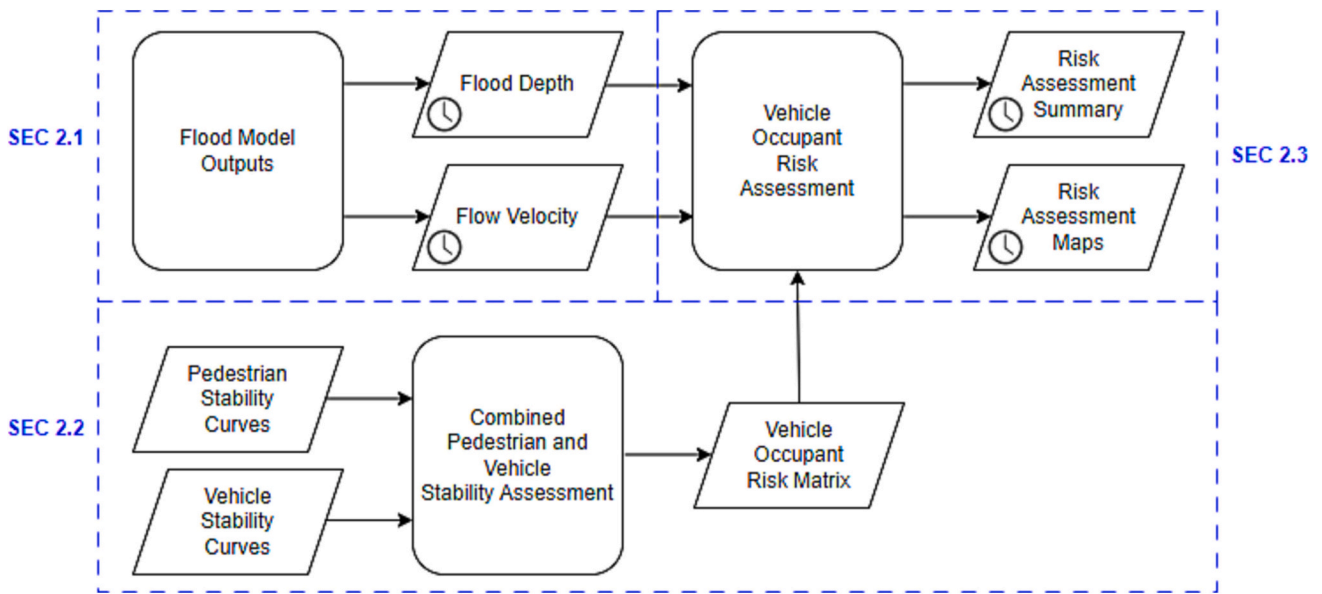 SEC 2.1
Flood Model
Outputs
Flood Depth
Flow Velocity
Vehicle
Occupant
Risk
Assessment
Risk
Assessment
Summary
Risk
Assessment
Maps
SEC 2.3
SEC 2.2
Pedestrian
Stability
Curves
Vehicle
Stability
Curves
Combined
Pedestrian and
Vehicle
Stability Assessment
Vehicle
Occupant
Risk Matrix